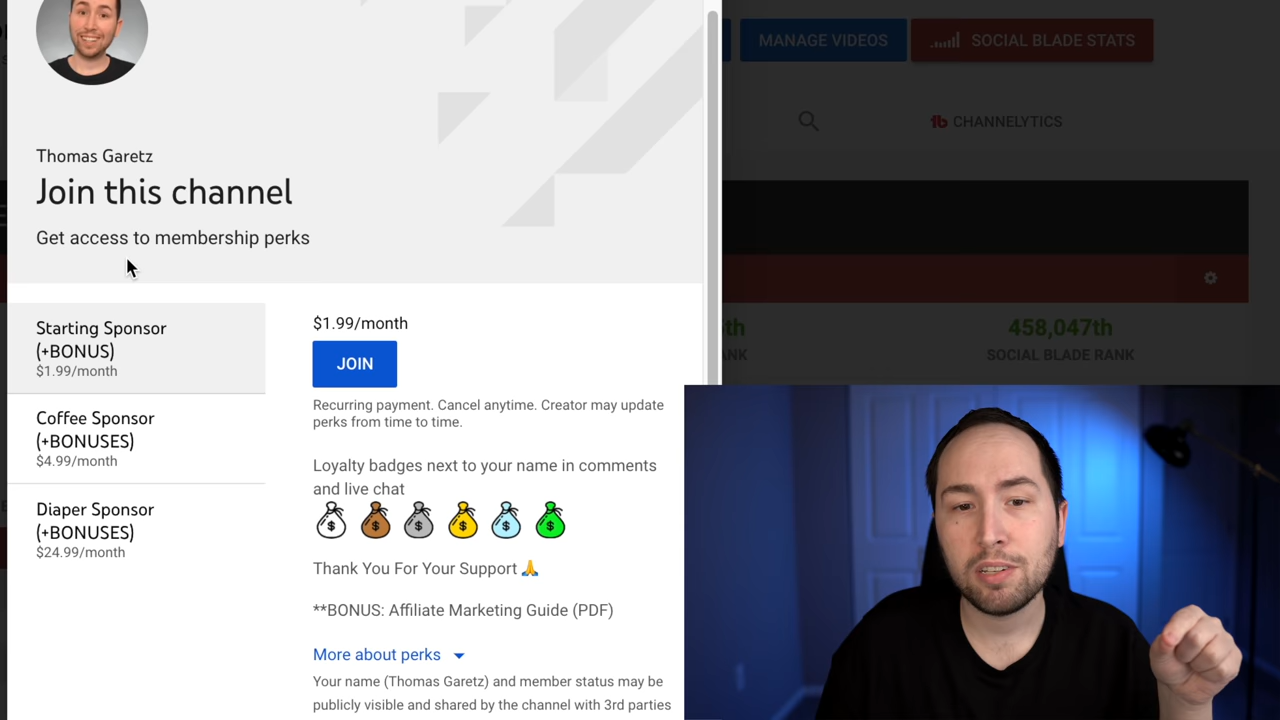 MANAGE VIDEOS
SOCIAL BLADE STATS
CHANNELYTICS
Thomas Garetz
Join this channel
Get access to membership perks
Starting Sponsor
(+BONUS)
$1.99/month
Coffee Sponsor
(+BONUSES)
$4.99/month
Diaper Sponsor
(+BONUSES)
$24.99/month
$1.99/month
JOIN
Recurring payment. Cancel anytime. Creator may update
perks from time to time.
Loyalty badges next to your name in comments
and live chat
$ $ $ $ $ $
Thank You For Your Support 🙏
**BONUS: Affiliate Marketing Guide (PDF)
More about perks
Your name (Thomas Garetz) and member status may be
publicly visible and shared by the channel with 3rd parties
th
458,047th
SOCIAL BLADE RANK